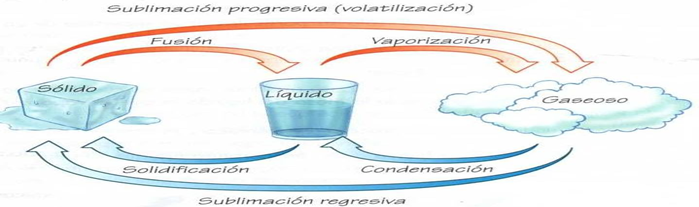 Sublimación progresiva (volatilización)
Fusión
Vaporización
Sólido
Líquido
Gaseoso
Solidificación
Condensación
Sublimación regresiva